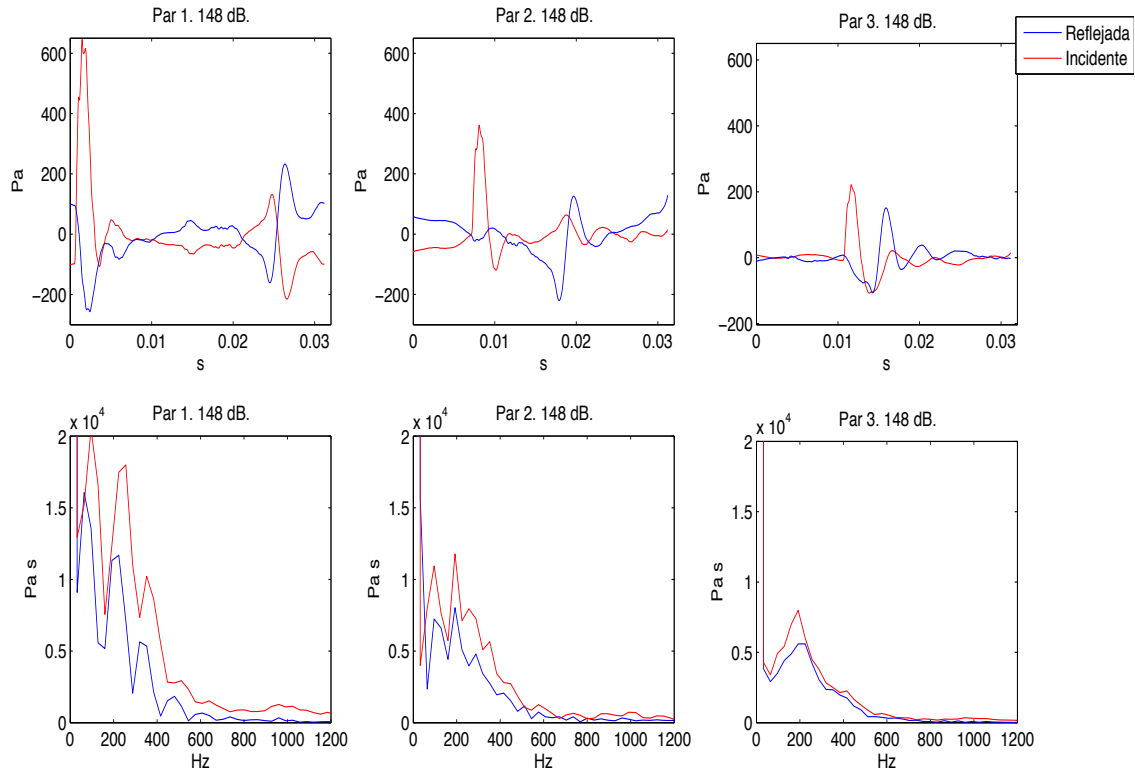 Par 1. 148 dB.
600
400
200
0
−200
Pa
0
0.01
0.02
0.03
s
Par 2. 148 dB.
600
400
200
0
−200
Pa
0
0.01
0.02
0.03
s
Par 3. 148 dB.
600
400
200
0
−200
Pa
0
0.01
0.02
0.03
s
Reflejada
Incidente
Par 1. 148 dB.
x 10^4
2
1.5
1
0.5
0
Pa s
0
200
400
600
800
1000
1200
Hz
Par 2. 148 dB.
x 10^4
2
1.5
1
0.5
0
Pa s
0
200
400
600
800
1000
1200
Hz
Par 3. 148 dB.
x 10^4
2
1.5
1
0.5
0
Pa s
0
200
400
600
800
1000
1200
Hz